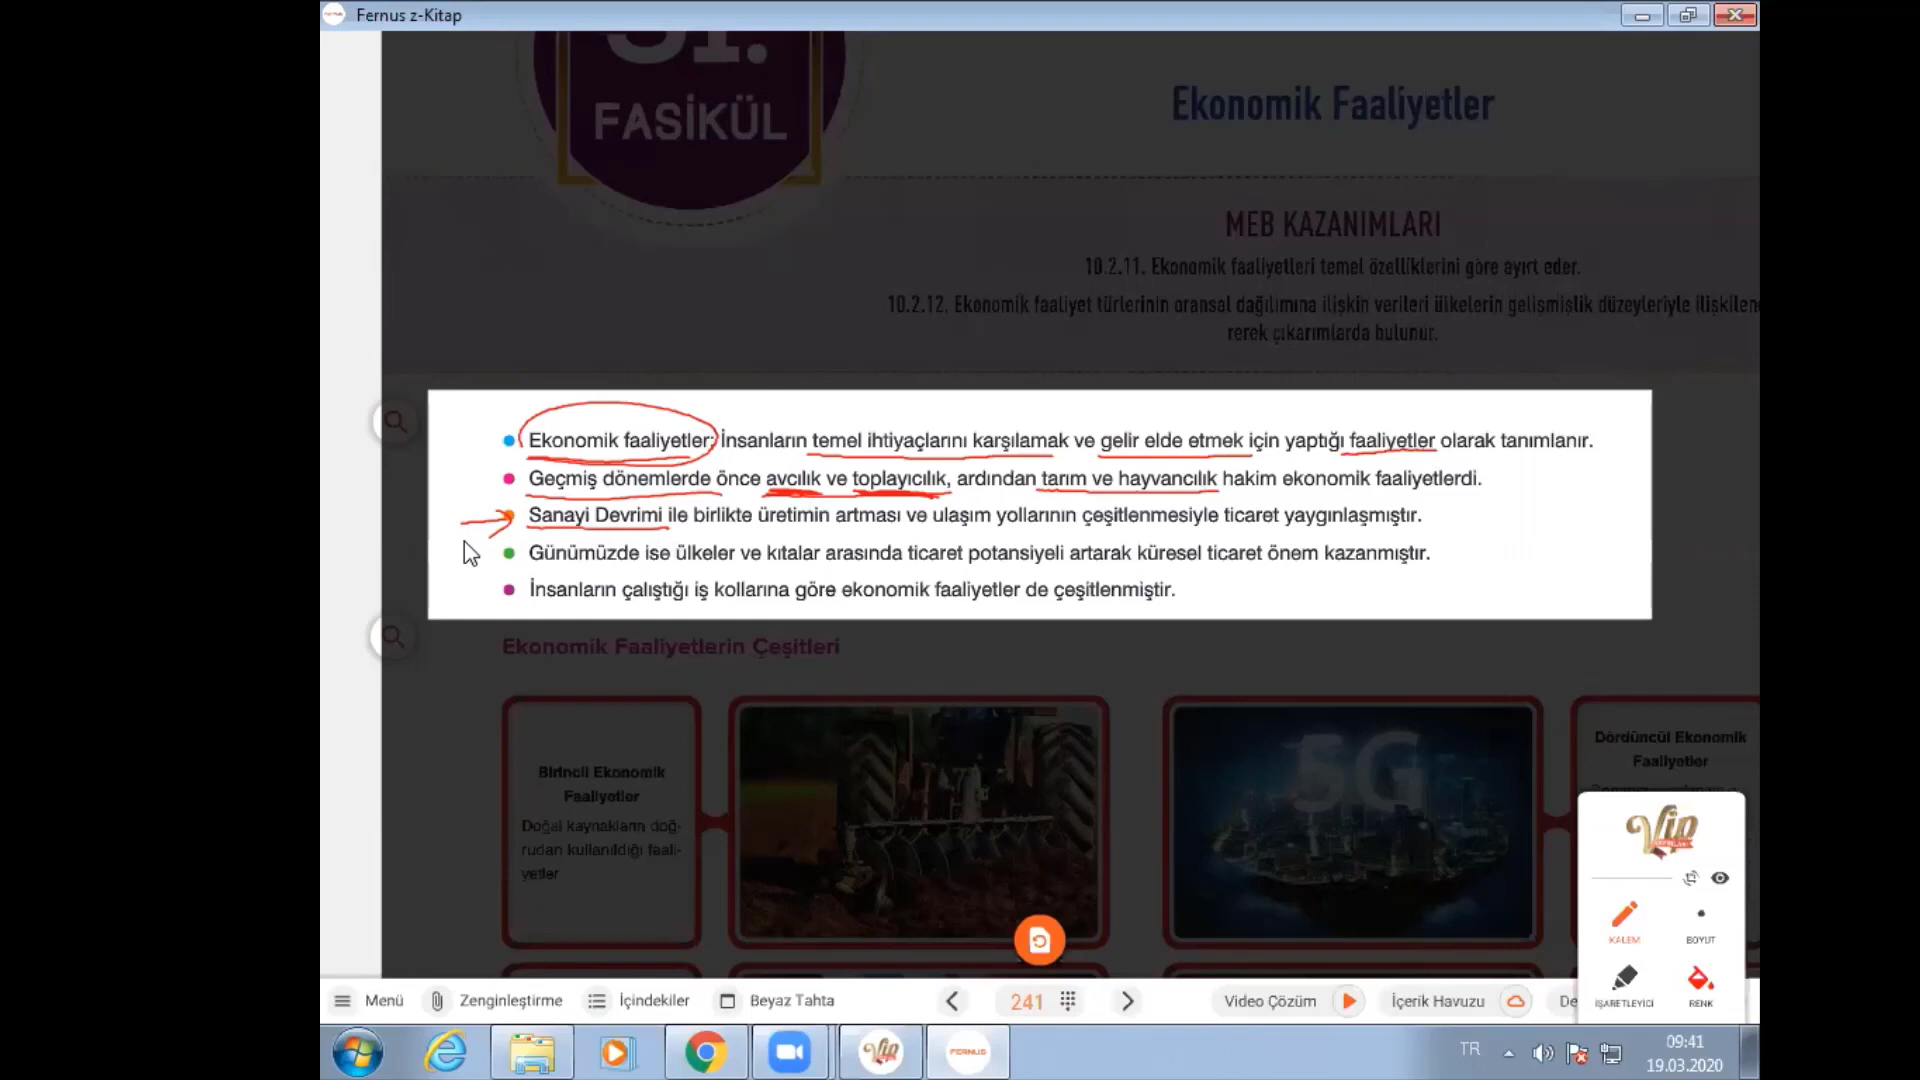 Fernus z-Kitap
31.
FASİKÜL
Ekonomik Faaliyetler
MEB KAZANIMLARI
10.2.11. Ekonomik faaliyetleri temel özelliklerine göre ayırt eder.
10.2.12. Ekonomik faaliyet türlerinin oransal dağılımına ilişkin verileri ülkelerin gelişmişlik düzeyleriyle ilişkilen
rerek çıkarımlarda bulunur.
Ekonomik faaliyetler; İnsanların temel ihtiyaçlarını karşılamak ve gelir elde etmek için yaptığı faaliyetler olarak tanımlanır.
Geçmiş dönemlerde önce avcılık ve toplayıcılık, ardından tarım ve hayvancılık hakim ekonomik faaliyetlerdi.
Sanayi Devrimi ile birlikte üretimin artması ve ulaşım yollarının çeşitlenmesiyle ticaret yaygınlaşmıştır.
Günümüzde ise ülkeler ve kıtalar arasında ticaret potansiyeli artarak küresel ticaret önem kazanmıştır.
İnsanların çalıştığı iş kollarına göre ekonomik faaliyetler de çeşitlenmiştir.
Ekonomik Faaliyetlerin Çeşitleri
Birincil Ekonomik
Faaliyetler
Doğal kaynakların doğ-
rudan kullanıldığı faali-
yetler
5G
Dördüncül Ekonomik
Faaliyetler
Vip
KALEM
BOYUT
İŞARETLEYİCİ
RENK
Menü
Zenginleştirme
İçindekiler
Beyaz Tahta
241
Video Çözüm
İçerik Havuzu
De
Vip
FERNUS
TR
09:41
19.03.2020